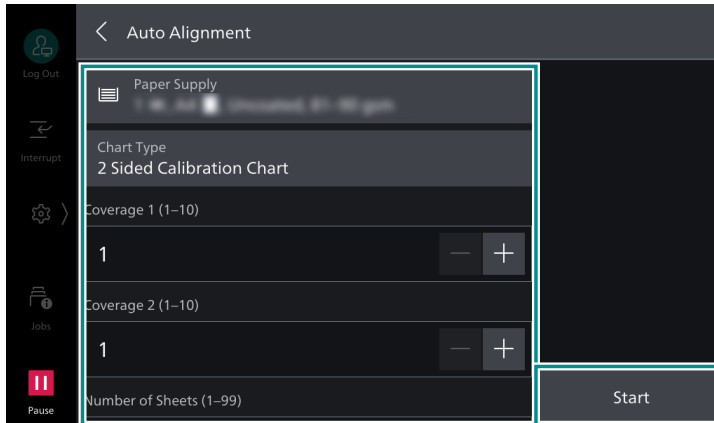 Auto Alignment
Log Out
Paper Supply
Interrupt
Chart Type
2 Sided Calibration Chart
Coverage 1 (1–10)
1
Coverage 2 (1–10)
1
Jobs
Number of Sheets (1–99)
Start
Pause